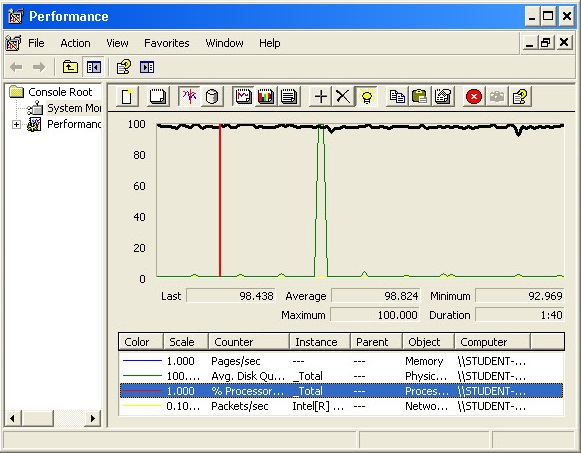 Performance
File Action View Favorites Window Help
Console Root
System Mo
Performanc
100
80
60
40
20
0
Last 98.438 Average 98.824 Minimum 92.969
Maximum 100.000 Duration 1:40
Color Scale Counter Instance Parent Object Computer
1.000 Pages/sec --- --- Memory \\STUDENT-...
100.... Avg. Disk Qu... _Total --- Physic... \\STUDENT-...
1.000 % Processor... _Total --- Proces... \\STUDENT-...
0.10... Packets/sec Intel[R] ... --- Netwo... \\STUDENT-...